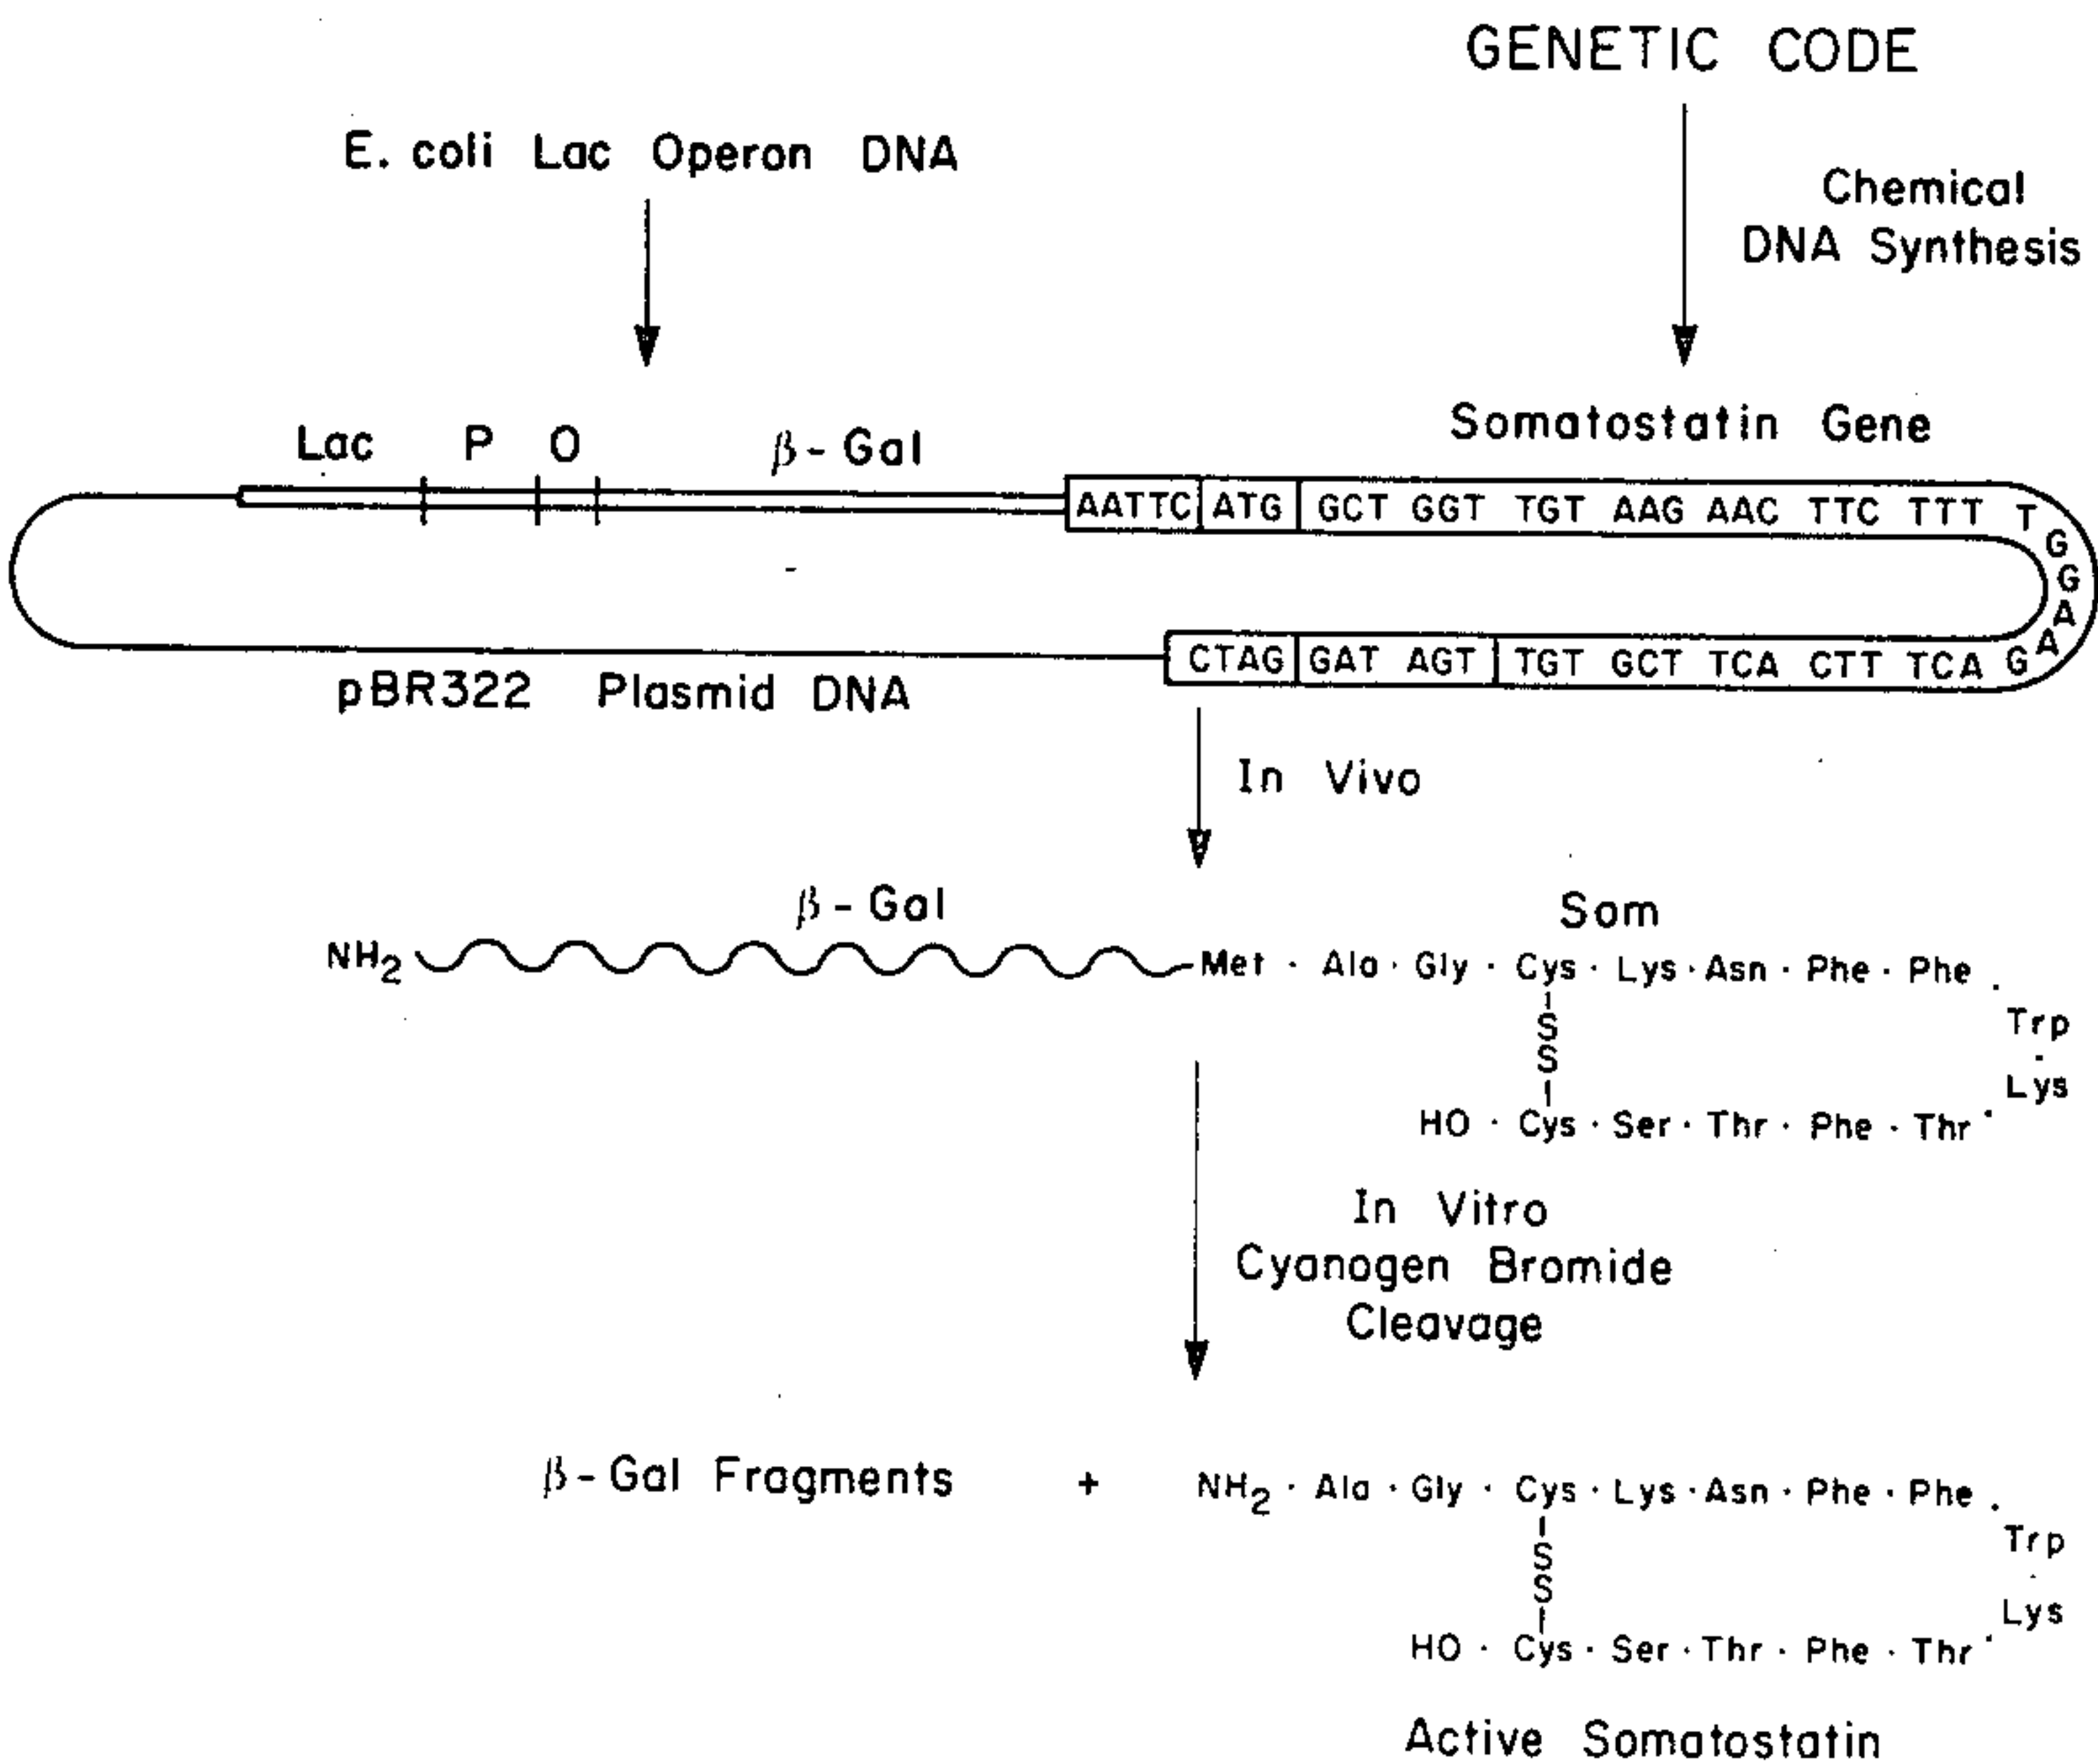 GENETIC CODE
E. coli Lac Operon DNA
Chemical
DNA Synthesis
Somatostatin Gene
Lac P O β-Gal
AATTC ATG GCT GGT TGT AAG AAC TTC TTT T
G
G
A
A
G
CTAG GAT AGT TGT GCT TCA CTT TCA
pBR322 Plasmid DNA
In Vivo
β-Gal
Som
NH2 Met · Ala · Gly · Cys · Lys · Asn · Phe · Phe ·
Trp
·
Lys
S
S
HO · Cys · Ser · Thr · Phe · Thr ·
In Vitro
Cyanogen Bromide
Cleavage
β-Gal Fragments + NH2 · Ala · Gly · Cys · Lys · Asn · Phe · Phe ·
Trp
·
Lys
S
S
HO · Cys · Ser · Thr · Phe · Thr ·
Active Somatostatin